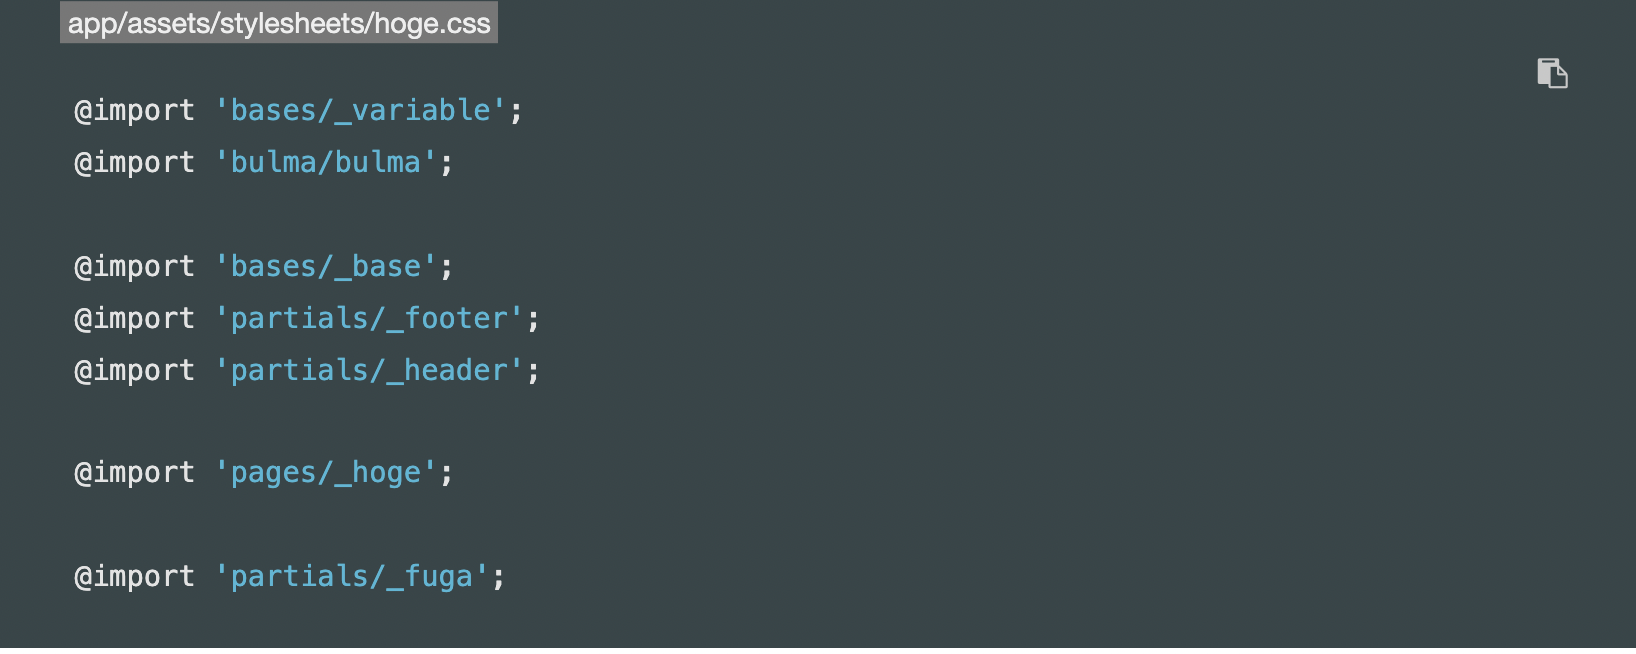 app/assets/stylesheets/hoge.css
@import 'bases/_variable';
@import 'bulma/bulma';
@import 'bases/_base';
@import 'partials/_footer';
@import 'partials/_header';
@import 'pages/_hoge';
@import 'partials/_fuga';